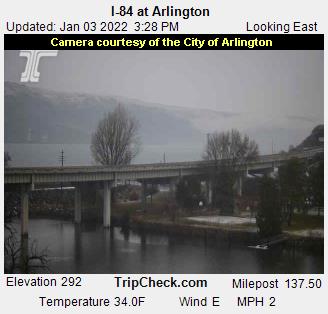 I-84 at Arlington
Updated: Jan 03 2022 3:28 PM Looking East
Camera courtesy of the City of Arlington
Elevation 292 TripCheck.com Milepost 137.50
Temperature 34.0F Wind E MPH 2